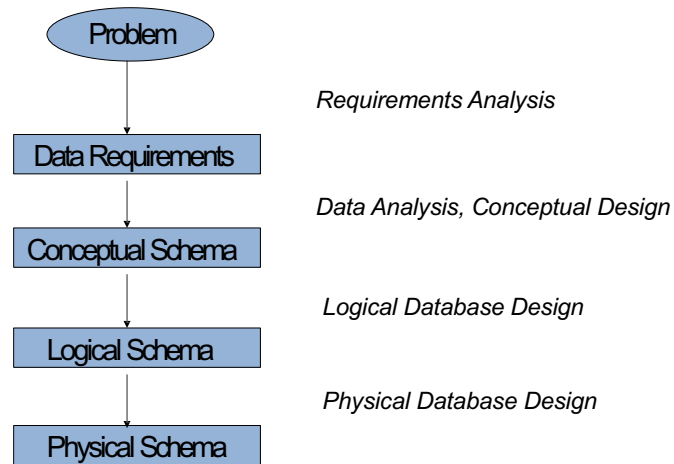 Problem
Requirements Analysis
Data Requirements
Data Analysis, Conceptual Design
Conceptual Schema
Logical Database Design
Logical Schema
Physical Database Design
Physical Schema